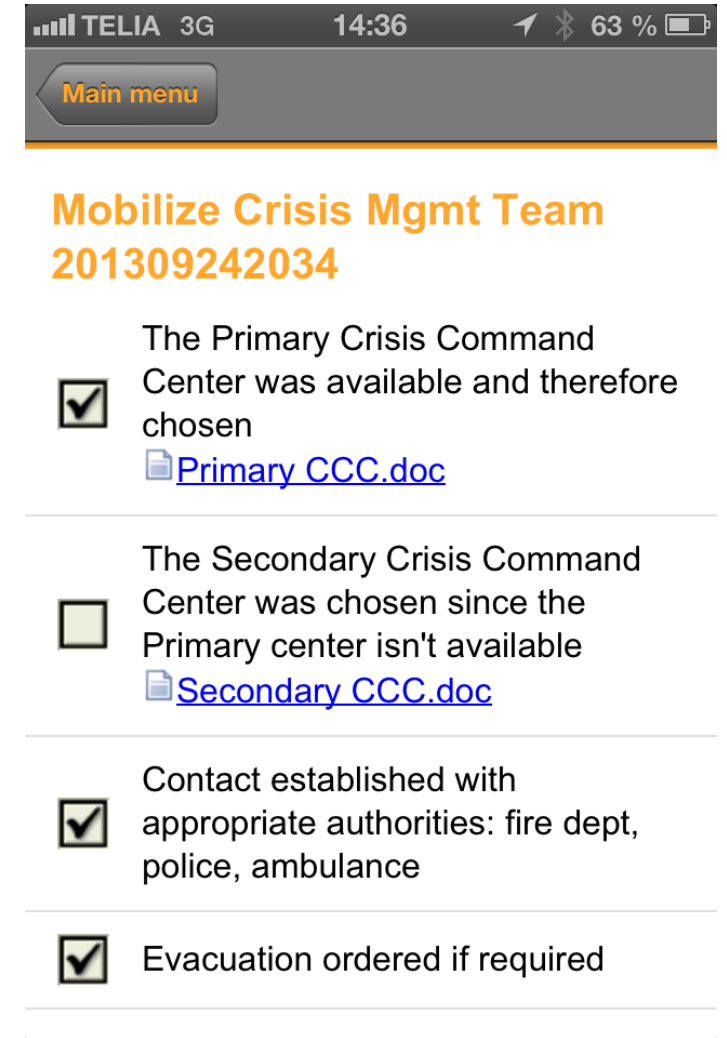 TELIA 3G 14:36 63 %
Main menu
Mobilize Crisis Mgmt Team
201309242034
The Primary Crisis Command
Center was available and therefore
chosen
Primary CCC.doc
The Secondary Crisis Command
Center was chosen since the
Primary center isn't available
Secondary CCC.doc
Contact established with
appropriate authorities: fire dept,
police, ambulance
Evacuation ordered if required